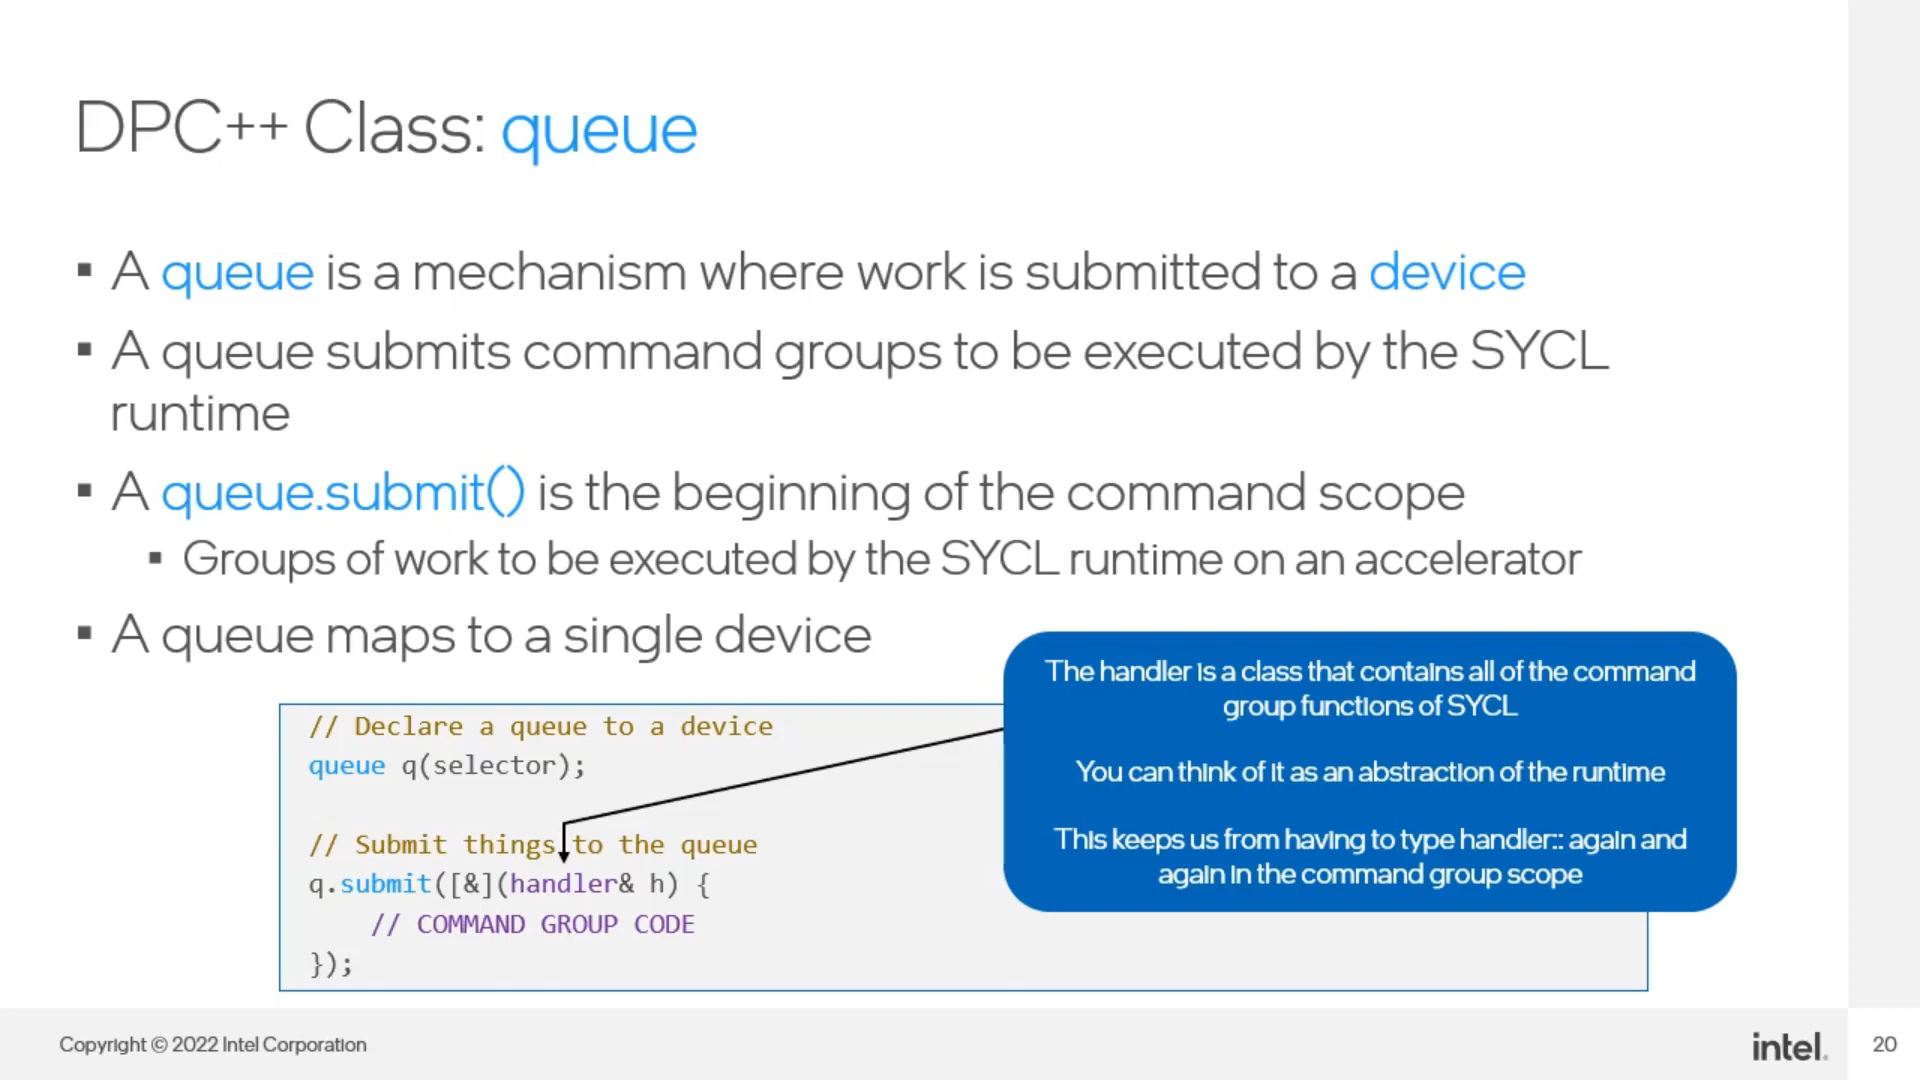 DPC++ Class: queue
▪ A queue is a mechanism where work is submitted to a device
▪ A queue submits command groups to be executed by the SYCL
runtime
▪ A queue.submit() is the beginning of the command scope
▪ Groups of work to be executed by the SYCL runtime on an accelerator
▪ A queue maps to a single device
The handler is a class that contains all of the command
group functions of SYCL
You can think of it as an abstraction of the runtime
This keeps us from having to type handler:: again and
again in the command group scope
// Declare a queue to a device
queue q(selector);
// Submit things to the queue
q.submit([&](handler& h) {
// COMMAND GROUP CODE
});
Copyright © 2022 Intel Corporation
intel.
20